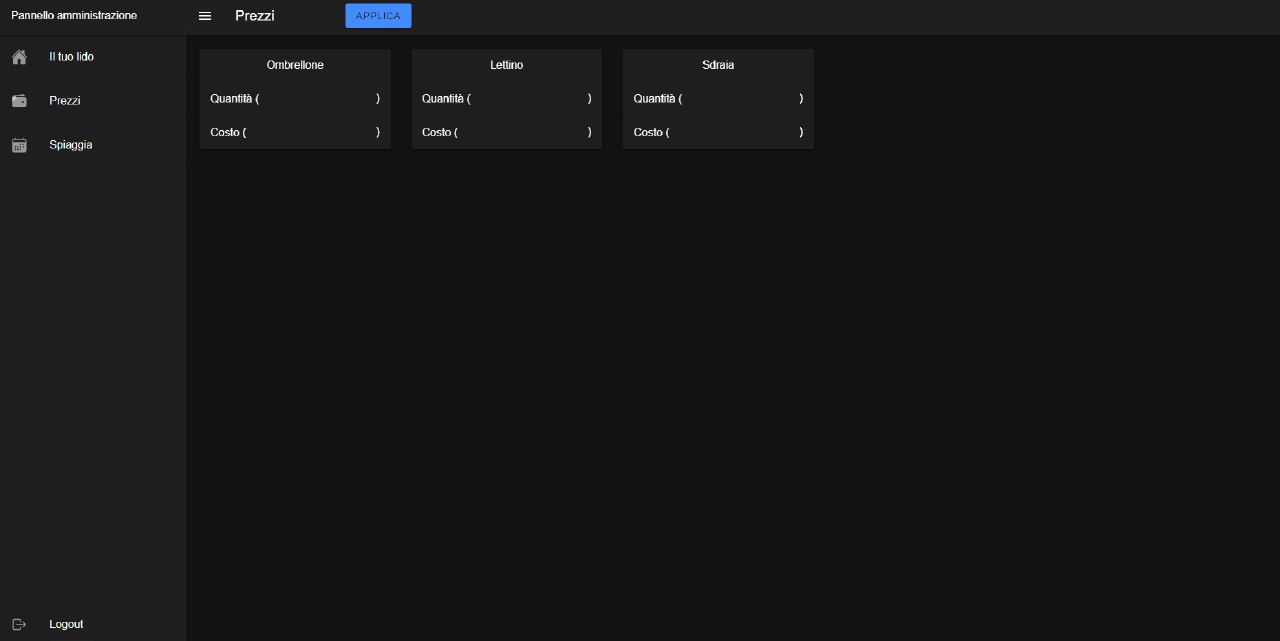 Pannello amministrazione
Prezzi
APPLICA
Il tuo lido
Prezzi
Spiaggia
Logout
Ombrellone
Quantità ( )
Costo ( )
Lettino
Quantità ( )
Costo ( )
Sdraia
Quantità ( )
Costo ( )